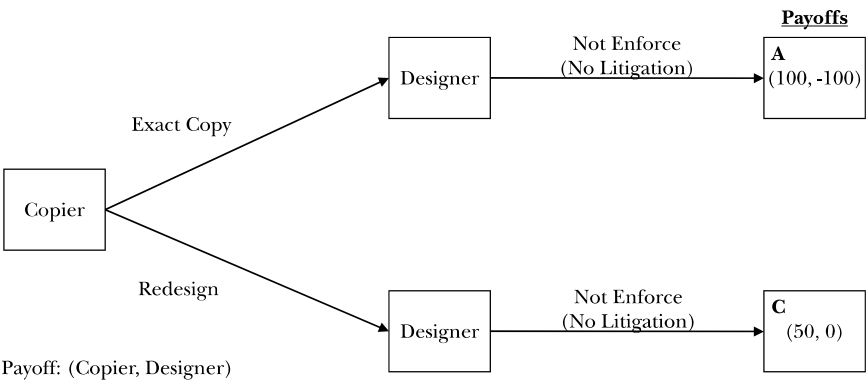 Payoffs
Not Enforce
(No Litigation)
A
(100, -100)
Designer
Exact Copy
Copier
Redesign
Not Enforce
(No Litigation)
C
(50, 0)
Designer
Payoff: (Copier, Designer)